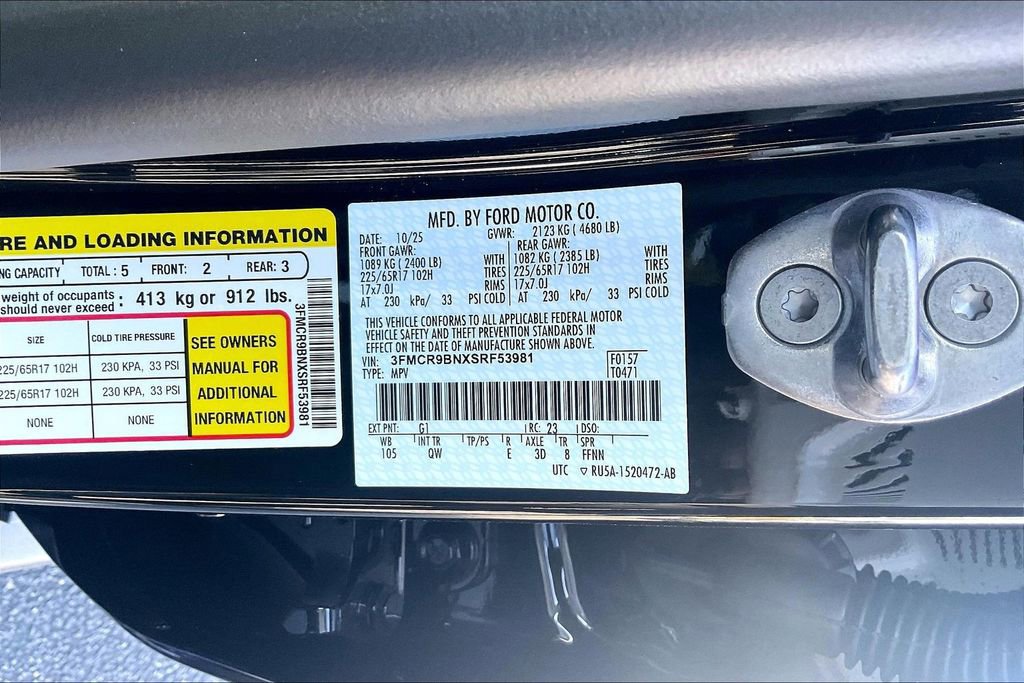 RE AND LOADING INFORMATION
NG CAPACITY TOTAL : 5 FRONT: 2 REAR: 3
weight of occupants : 413 kg or 912 lbs.
should never exceed
SIZE COLD TIRE PRESSURE
225/65R17 102H 230 KPA, 33 PSI
225/65R17 102H 230 KPA, 33 PSI
NONE NONE
SEE OWNERS
MANUAL FOR
ADDITIONAL
INFORMATION
3FMCR9BNXSRF53981
MFD. BY FORD MOTOR CO.
DATE: 10/25 GVWR: 2123 KG ( 4680 LB)
FRONT GAWR: REAR GAWR:
1089 KG ( 2400 LB) WITH 1082 KG ( 2385 LB) WITH
225/65R17 102H TIRES 225/65R17 102H TIRES
17x7.0J RIMS 17x7.0J RIMS
AT 230 kPa/ 33 PSI COLD AT 230 kPa/ 33 PSI COLD
THIS VEHICLE CONFORMS TO ALL APPLICABLE FEDERAL MOTOR
VEHICLE SAFETY AND THEFT PREVENTION STANDARDS IN
EFFECT ON THE DATE OF MANUFACTURE SHOWN ABOVE.
VIN: 3FMCR9BNXSRF53981 F0157
TYPE: MPV T0471
EXT PNT: G1 RC: 23 DSO:
WB INT TR TP/PS R AXLE TR SPR
105 QW E 3D 8 FFNN
UTC ▽ RU5A-1520472-AB